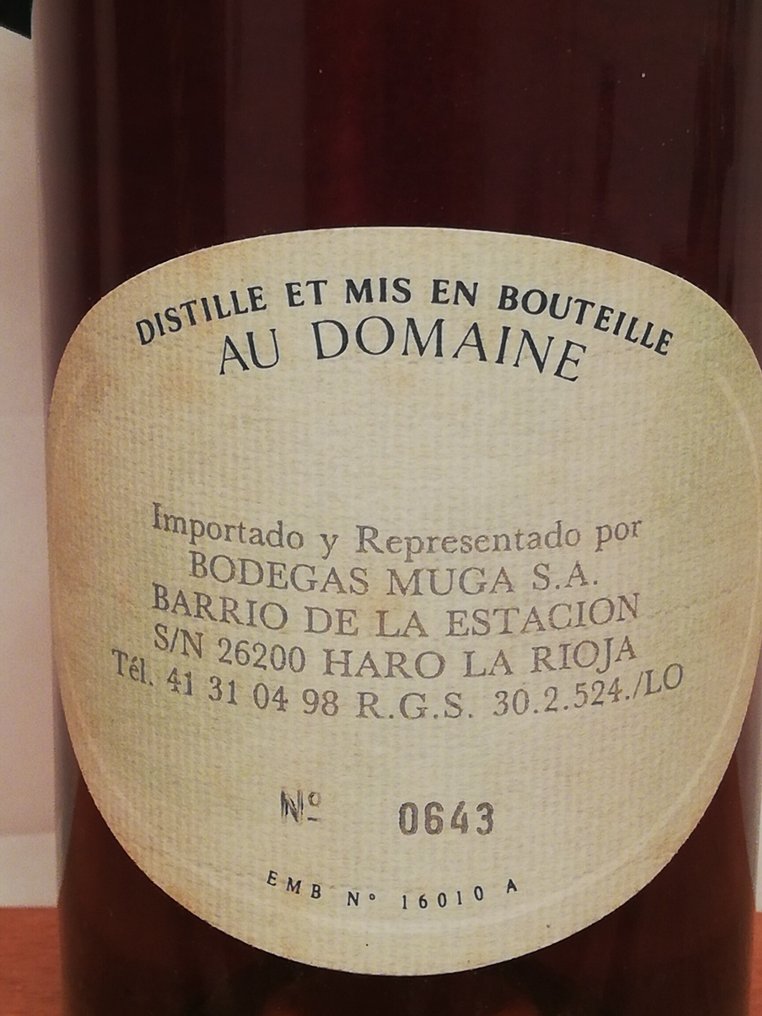 DISTILLE ET MIS EN BOUTEILLE
AU DOMAINE
Importado y Representado por
BODEGAS MUGA S.A.
BARRIO DE LA ESTACION
S/N 26200 HARO LA RIOJA
Tél. 41 31 04 98 R.G.S. 30.2.524./LO
Nº 0643
EMB N° 16010 A